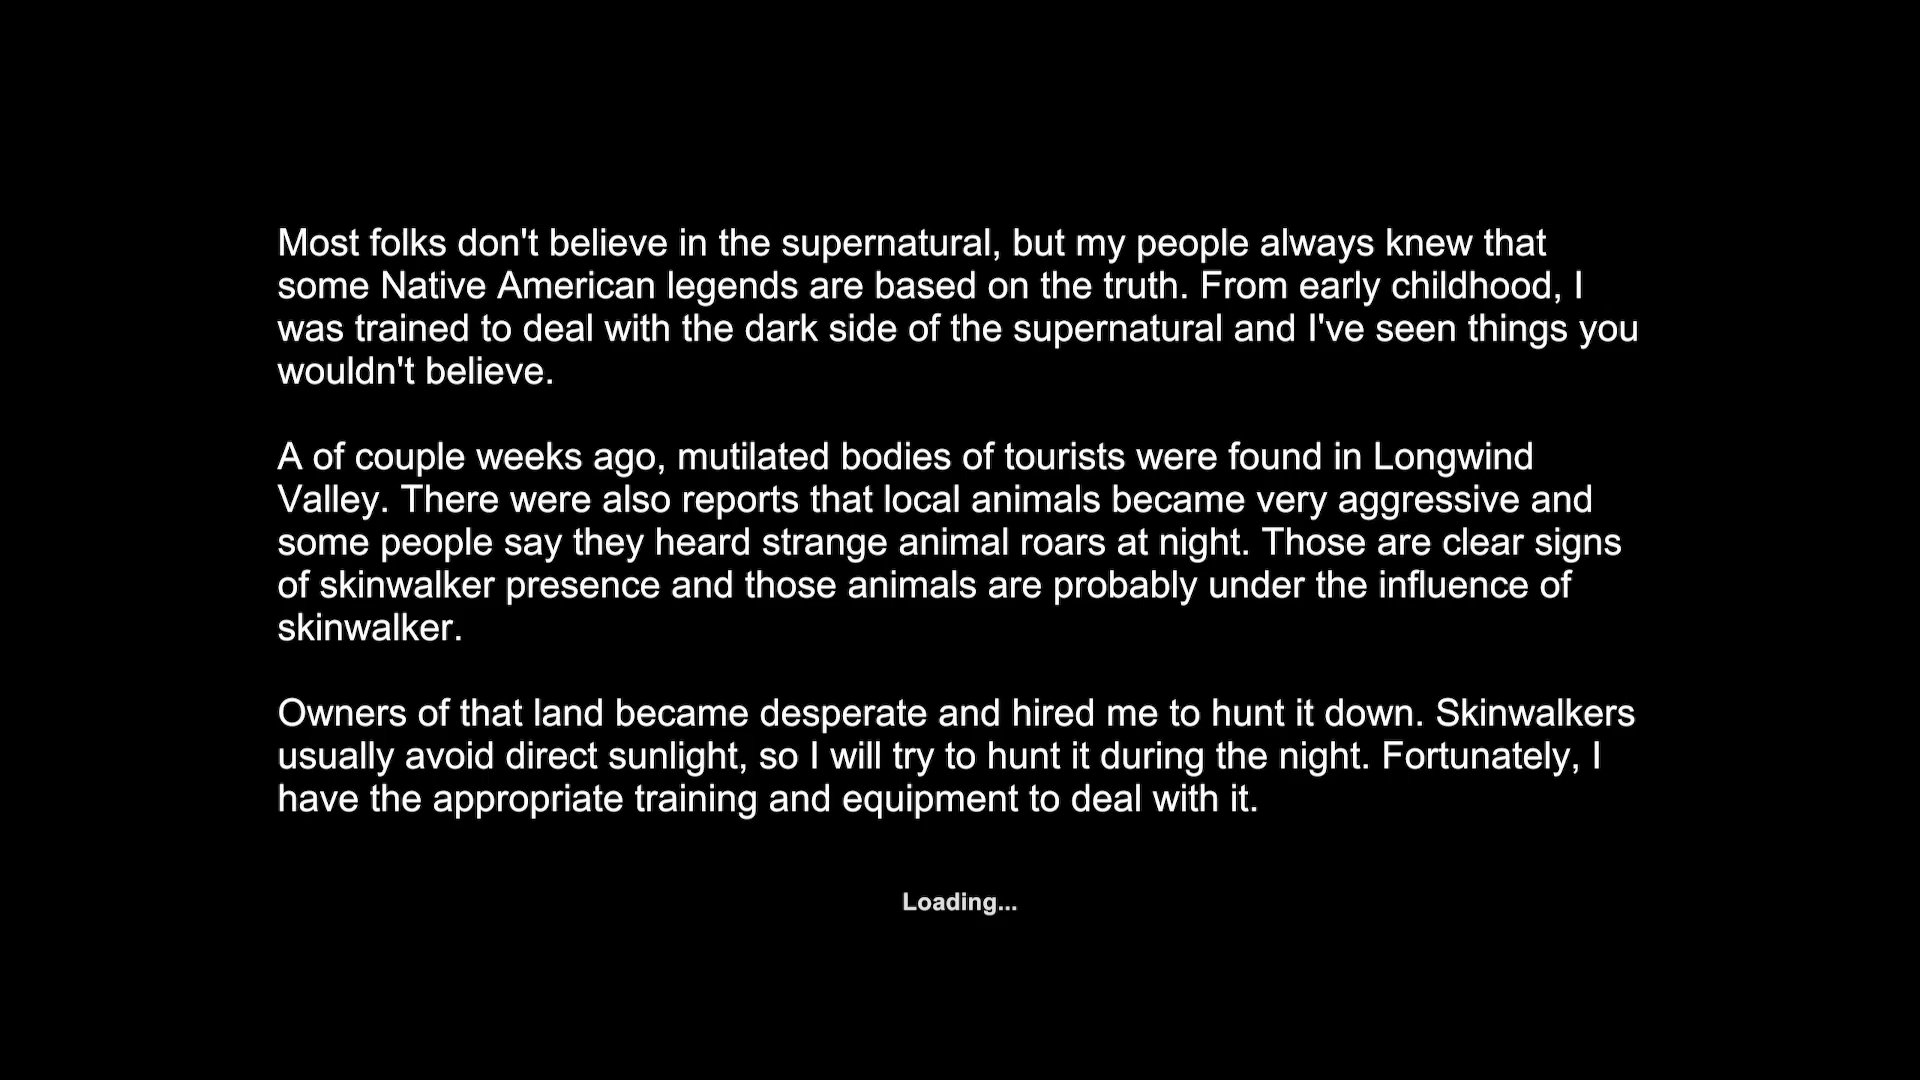 Most folks don't believe in the supernatural, but my people always knew that
some Native American legends are based on the truth. From early childhood, I
was trained to deal with the dark side of the supernatural and I've seen things you
wouldn't believe.
A of couple weeks ago, mutilated bodies of tourists were found in Longwind
Valley. There were also reports that local animals became very aggressive and
some people say they heard strange animal roars at night. Those are clear signs
of skinwalker presence and those animals are probably under the influence of
skinwalker.
Owners of that land became desperate and hired me to hunt it down. Skinwalkers
usually avoid direct sunlight, so I will try to hunt it during the night. Fortunately, I
have the appropriate training and equipment to deal with it.
Loading...